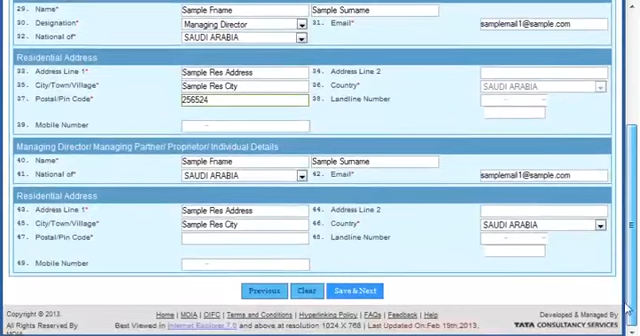 29. Name* Sample Fname Sample Surname
30. Designation* Managing Director 31. Email* samplemail1@sample.com
32. National of* SAUDI ARABIA
Residential Address
33. Address Line 1* Sample Res Address 34. Address Line 2
35. City/Town/Village* Sample Res City 36. Country* SAUDI ARABIA
37. Postal/Pin Code* 256524 38. Landline Number
39. Mobile Number
Managing Director/ Managing Partner/ Proprietor/ Individual Details
40. Name* Sample Fname Sample Surname
41. National of* SAUDI ARABIA 42. Email* samplemail1@sample.com
Residential Address
43. Address Line 1* Sample Res Address 44. Address Line 2
45. City/Town/Village* Sample Res City 46. Country* SAUDI ARABIA
47. Postal/Pin Code* 48. Landline Number
49. Mobile Number
Previous Clear Save & Next
Copyright © 2013. Home | MOIA | OIFC | Terms and Conditions | Hyperlinking Policy | FAQs | Feedback | Help Developed & Managed By
All Rights Reserved By Best Viewed in Internet Explorer 7.0 and above at resolution 1024 X 768 | Last Updated On:Feb 15th,2013. TATA CONSULTANCY SERVICES
MOIA